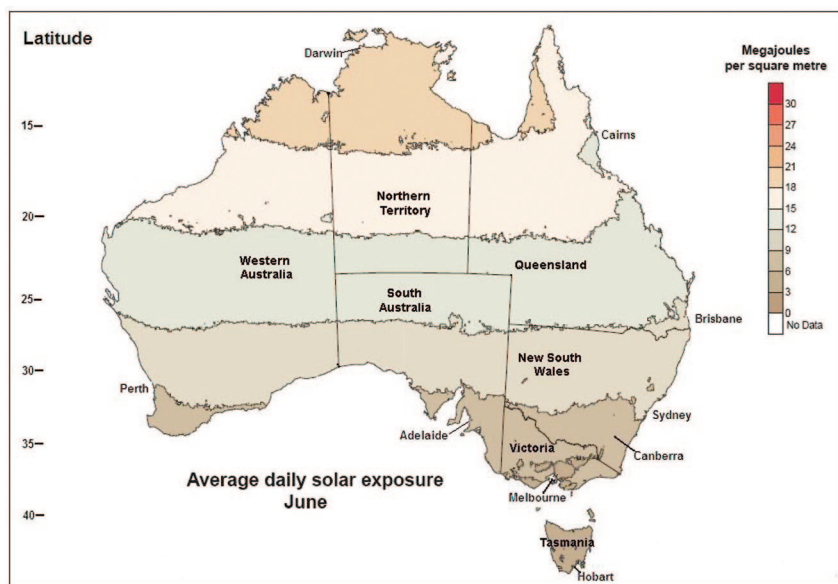 Latitude
Darwin
Megajoules
per square metre
30
27
24
21
18
15
12
9
6
3
0
No Data
15
Cairns
Northern
Territory
20
Western
Australia
Queensland
South
Australia
25
Brisbane
New South
Wales
30
Perth
Sydney
Adelaide
35
Victoria
Canberra
Average daily solar exposure
June
Melbourne
40
Tasmania
Hobart